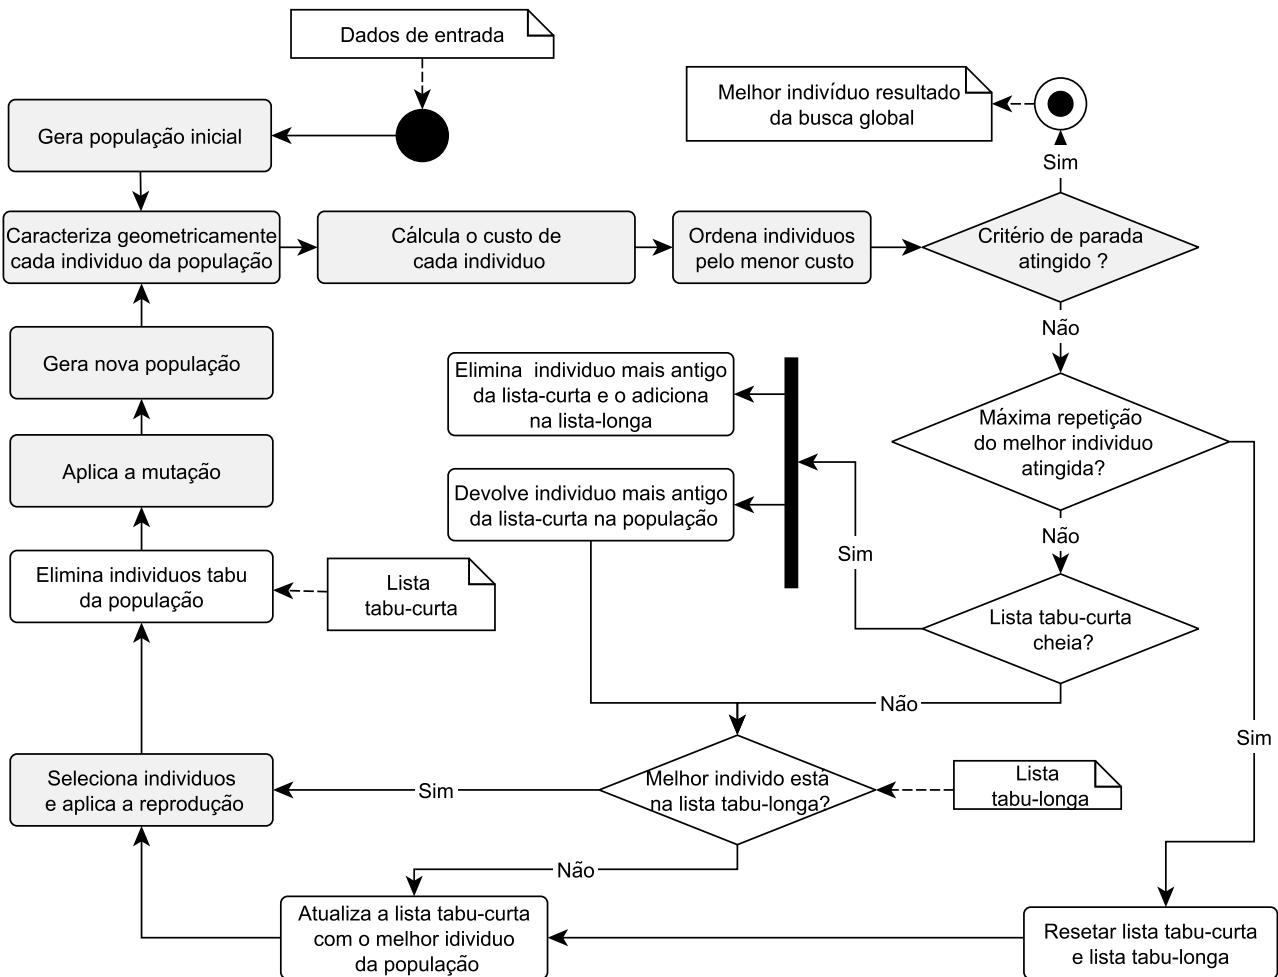 Dados de entrada
Melhor indivíduo resultado
da busca global
Gera população inicial
Sim
Caracteriza geometricamente
cada individuo da população
Cálcula o custo de
cada individuo
Ordena individuos
pelo menor custo
Critério de parada
atingido ?
Não
Gera nova população
Elimina  individuo mais antigo
da lista-curta e o adiciona
na lista-longa
Máxima repetição
do melhor individuo
atingida?
Aplica a mutação
Devolve individuo mais antigo
da lista-curta na população
Não
Sim
Elimina individuos tabu
da população
Lista
tabu-curta
Lista tabu-curta
cheia?
Não
Sim
Seleciona individuos
e aplica a reprodução
Sim
Melhor individo está
na lista tabu-longa?
Lista
tabu-longa
Não
Atualiza a lista tabu-curta
com o melhor idividuo
da população
Resetar lista tabu-curta
e lista tabu-longa